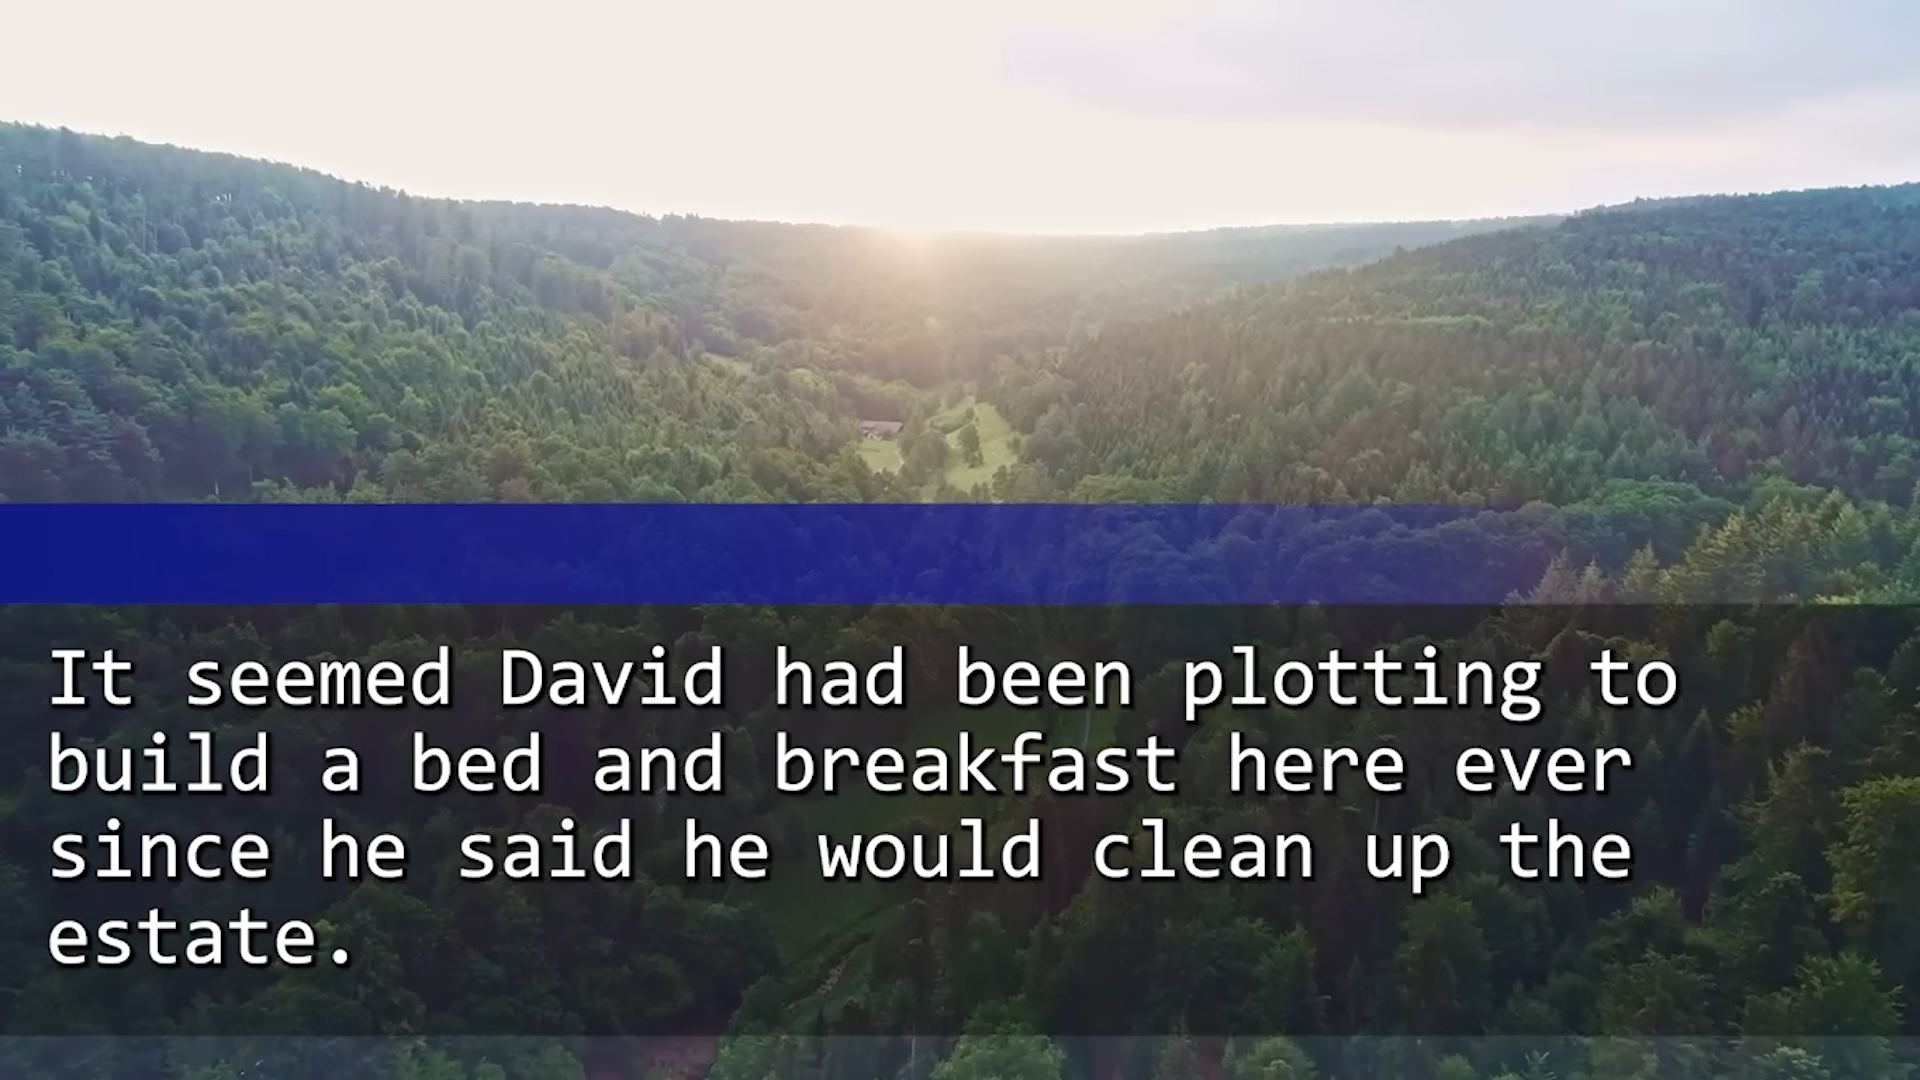 It seemed David had been plotting to
build a bed and breakfast here ever
since he said he would clean up the
estate.